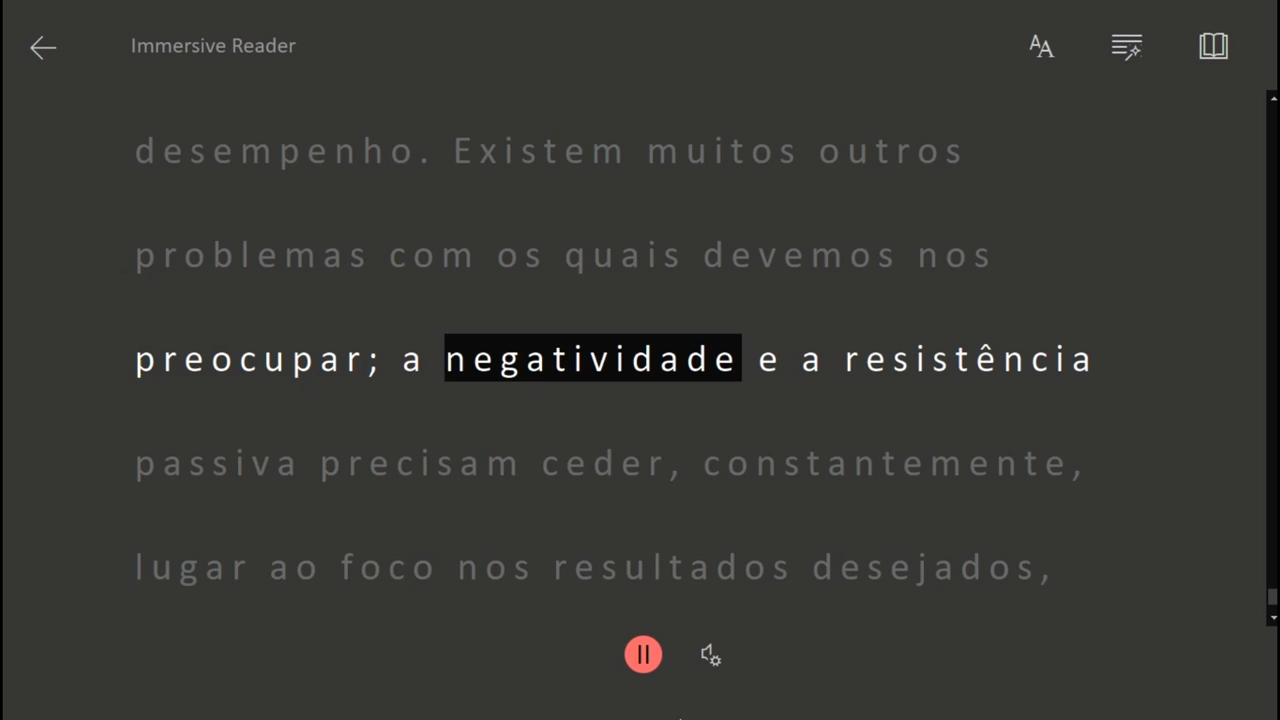 Immersive Reader
desempenho. Existem muitos outros
problemas com os quais devemos nos
preocupar; a negatividade e a resistência
passiva precisam ceder, constantemente,
lugar ao foco nos resultados desejados,